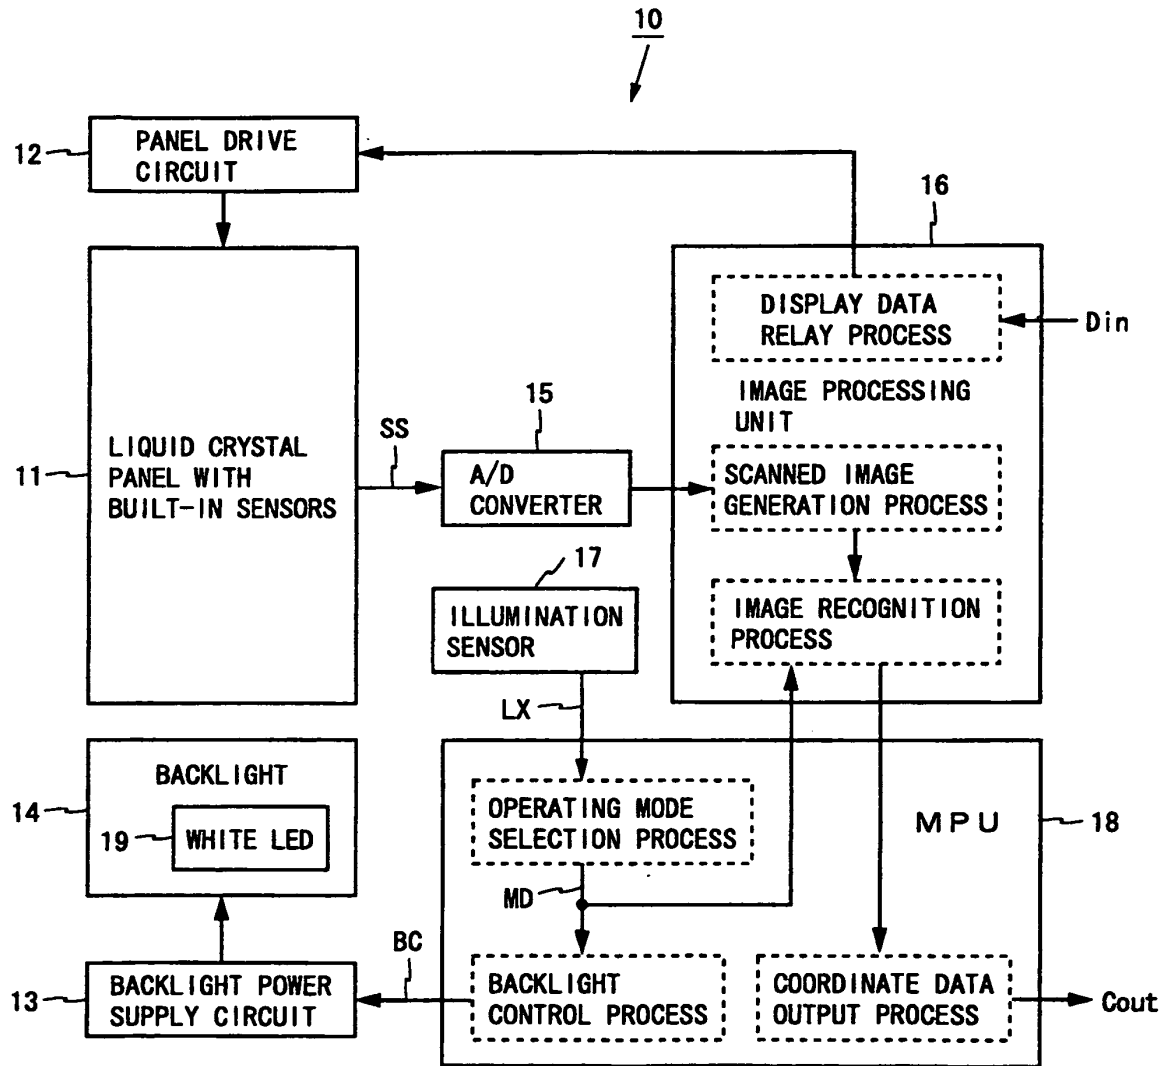 10
12
PANEL DRIVE
CIRCUIT
16
DISPLAY DATA
RELAY PROCESS
Din
IMAGE PROCESSING
UNIT
11
LIQUID CRYSTAL
PANEL WITH
BUILT-IN SENSORS
SS
15
A/D
CONVERTER
SCANNED IMAGE
GENERATION PROCESS
17
ILLUMINATION
SENSOR
IMAGE RECOGNITION
PROCESS
LX
14
BACKLIGHT
19
WHITE LED
OPERATING MODE
SELECTION PROCESS
MPU
18
MD
BC
13
BACKLIGHT POWER
SUPPLY CIRCUIT
BACKLIGHT
CONTROL PROCESS
COORDINATE DATA
OUTPUT PROCESS
Cout